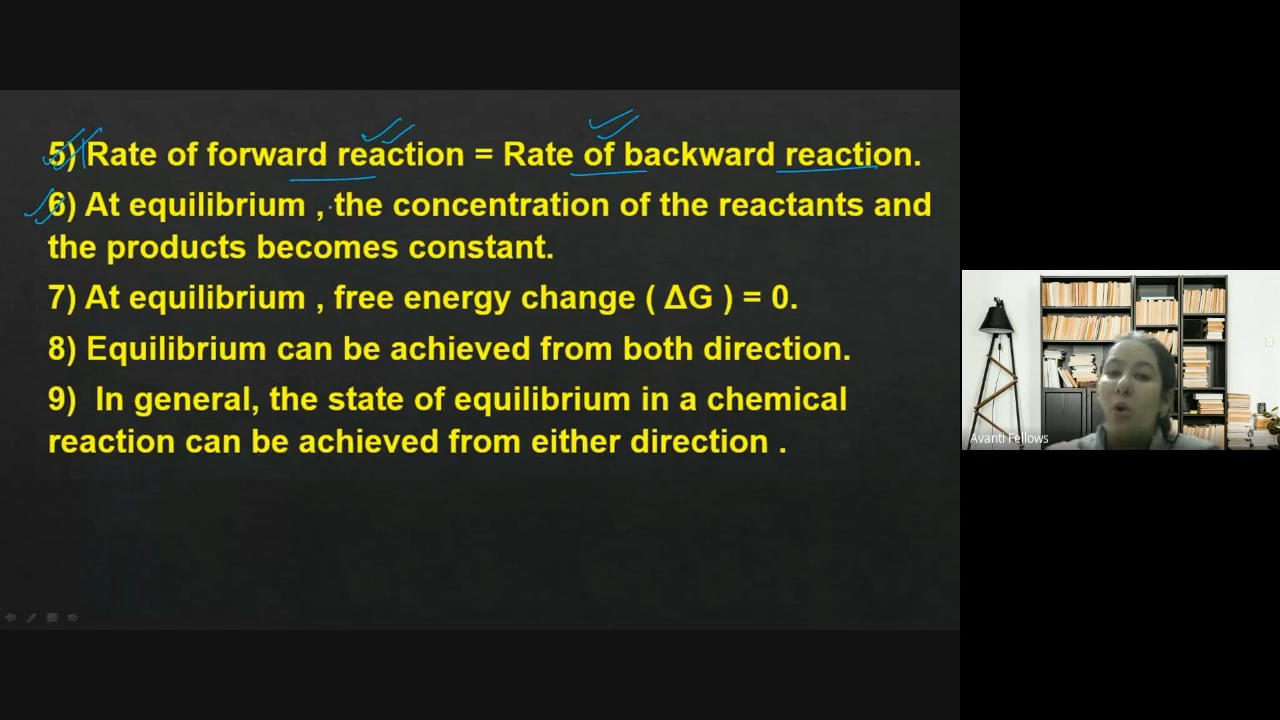 5) Rate of forward reaction = Rate of backward reaction.
6) At equilibrium , the concentration of the reactants and
the products becomes constant.
7) At equilibrium , free energy change ( ΔG ) = 0.
8) Equilibrium can be achieved from both direction.
9) In general, the state of equilibrium in a chemical
reaction can be achieved from either direction .
Avanti Fellows